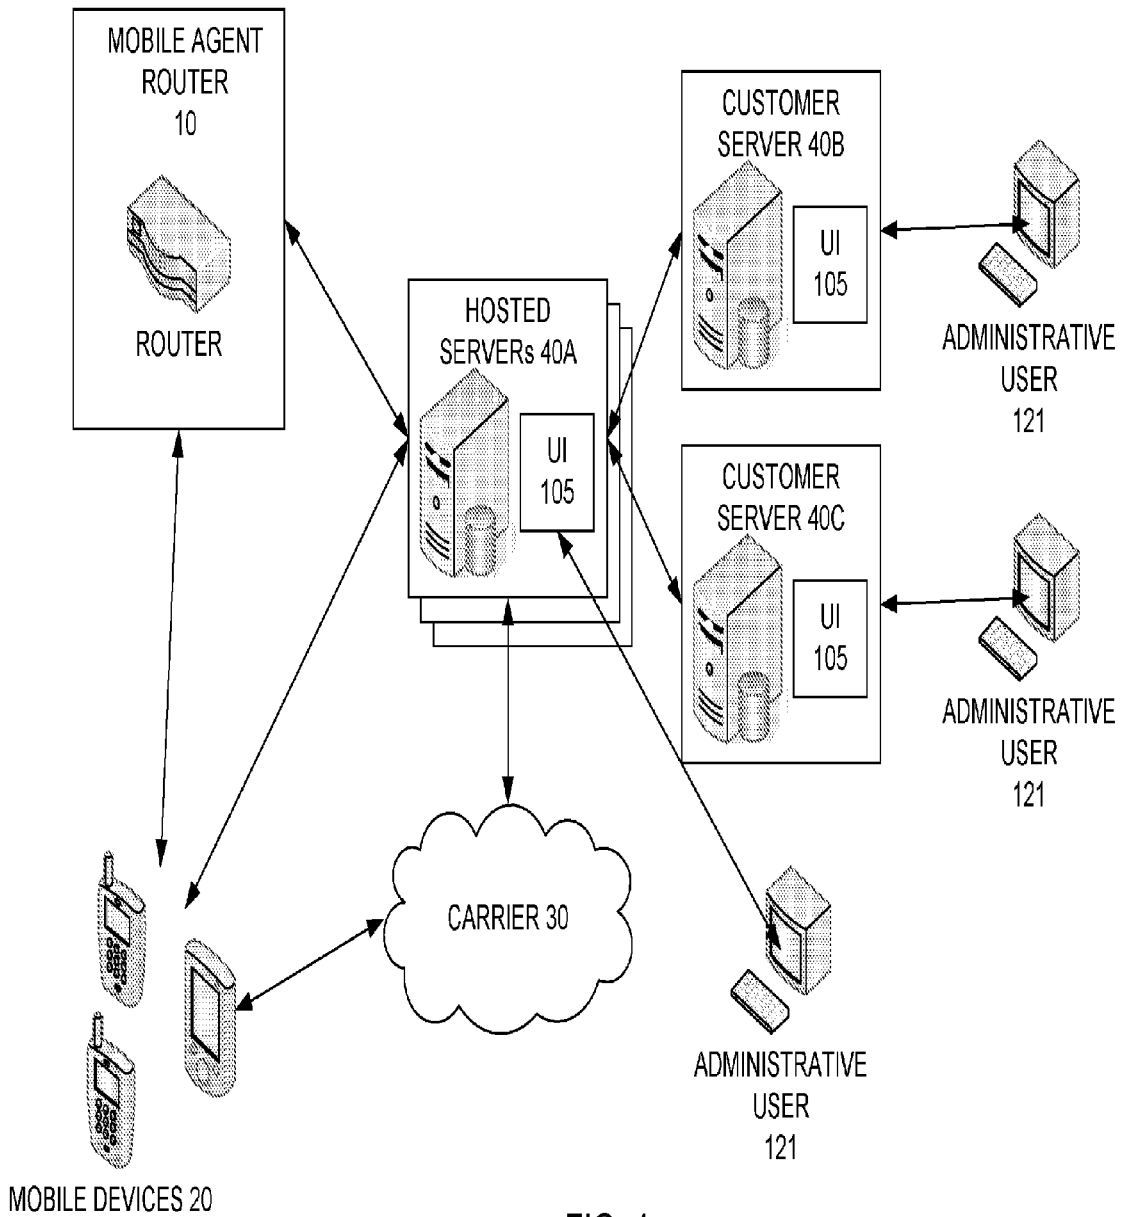 MOBILE AGENT
ROUTER
10
ROUTER
HOSTED
SERVERs 40A
UI
105
CUSTOMER
SERVER 40B
UI
105
ADMINISTRATIVE
USER
121
CUSTOMER
SERVER 40C
UI
105
ADMINISTRATIVE
USER
121
CARRIER 30
ADMINISTRATIVE
USER
121
MOBILE DEVICES 20